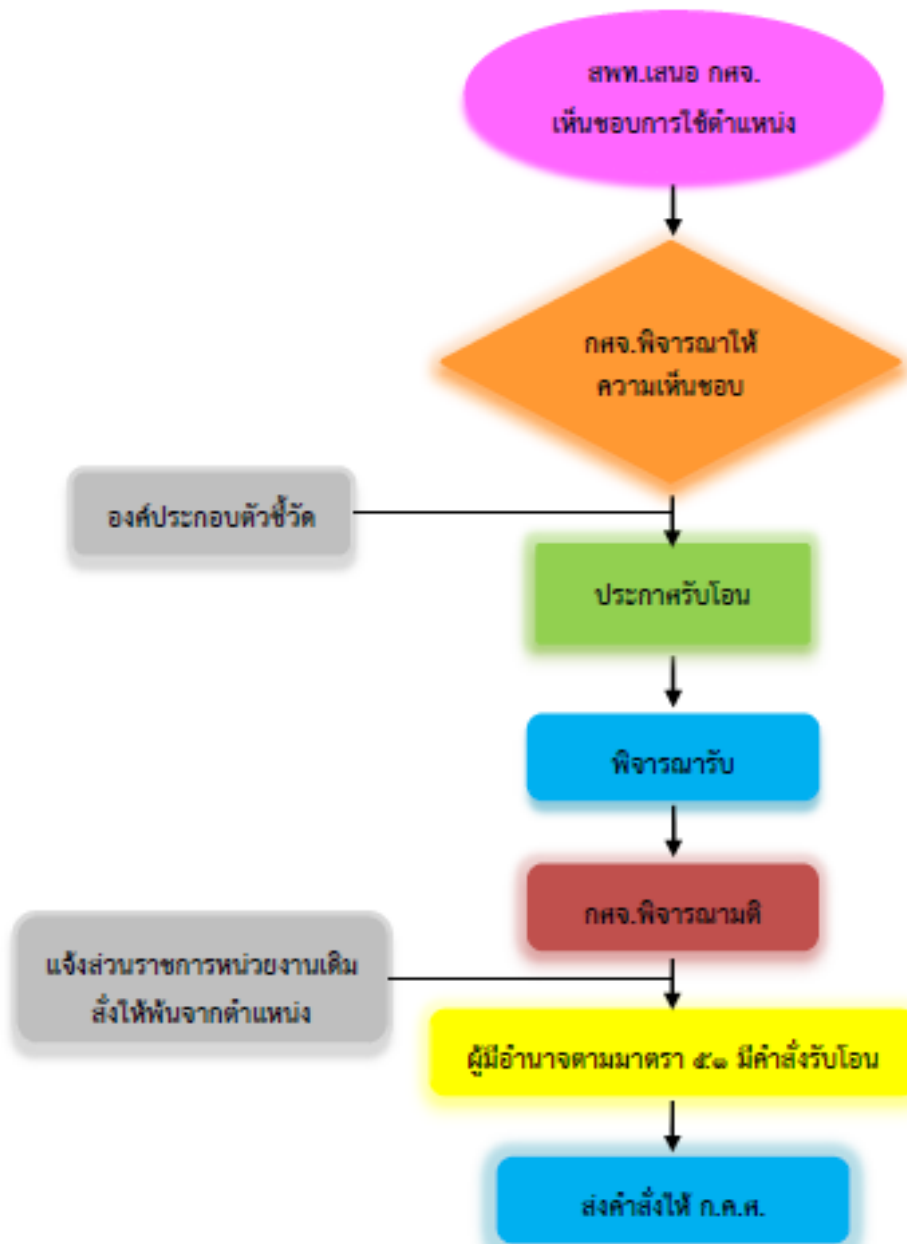 สพท.เสนอ กศจ.
เห็นชอบการใช้ตำแหน่ง
กศจ.พิจารณาให้
ความเห็นชอบ
องค์ประกอบตัวชี้วัด
ประกาศรับโอน
พิจารณารับ
กศจ.พิจารณามติ
แจ้งส่วนราชการหน่วยงานเดิม
สั่งให้พ้นจากตำแหน่ง
ผู้มีอำนาจตามมาตรา ๕๑ มีคำสั่งรับโอน
ส่งคำสั่งให้ ก.ค.ศ.